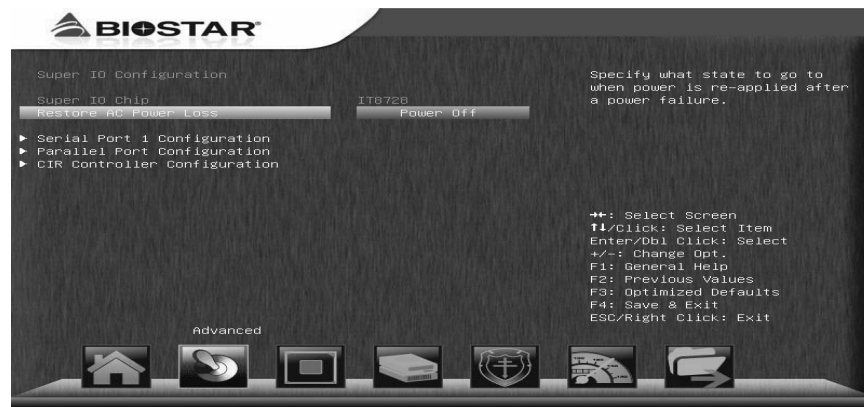 BIOSTAR®
Super IO Configuration
Super IO Chip IT8728
Restore AC Power Loss Power Off
► Serial Port 1 Configuration
► Parallel Port Configuration
► CIR Controller Configuration
Specify what state to go to
when power is re-applied after
a power failure.
→←: Select Screen
↑↓/Click: Select Item
Enter/Dbl Click: Select
+/-: Change Opt.
F1: General Help
F2: Previous Values
F3: Optimized Defaults
F4: Save & Exit
ESC/Right Click: Exit
Advanced